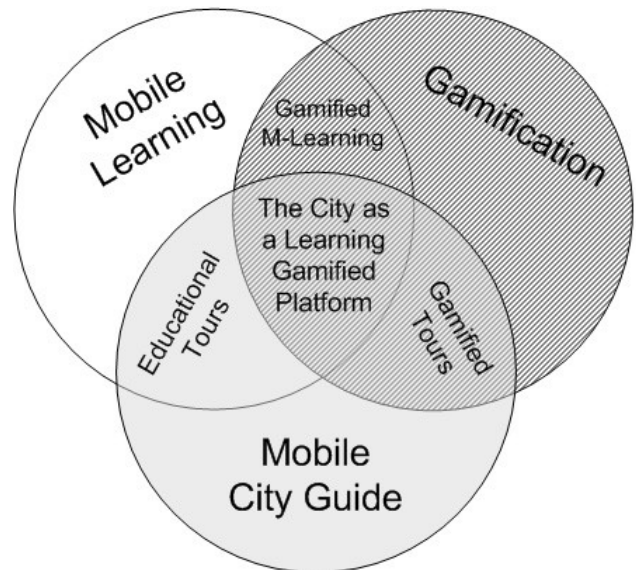 Mobile
Learning
Gamification
Gamified
M-Learning
The City as
a Learning
Gamified
Platform
Educational
Tours
Gamified
Tours
Mobile
City Guide